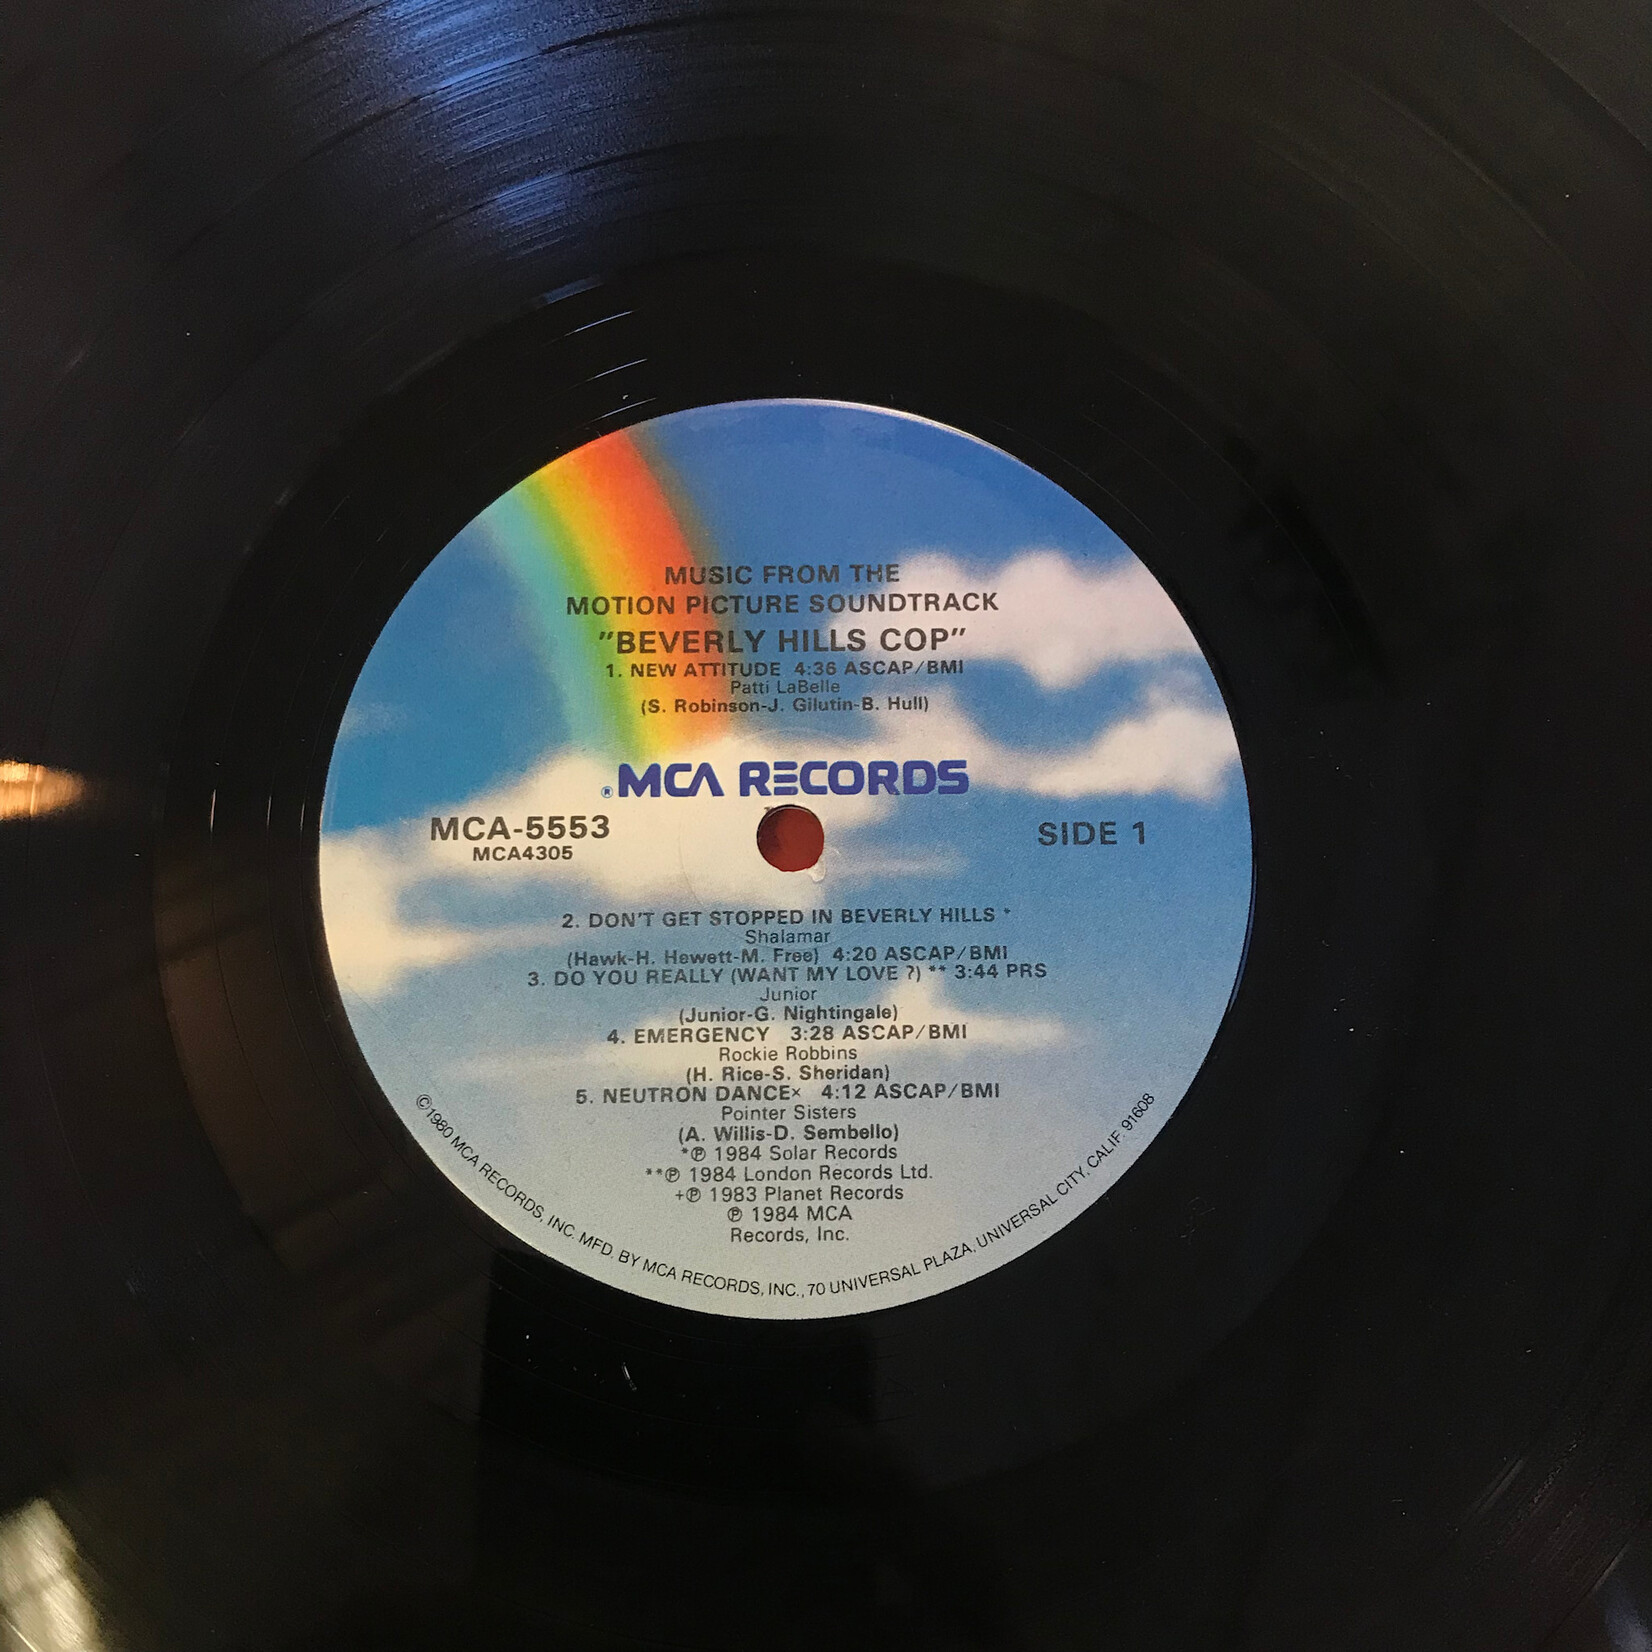 MUSIC FROM THE
MOTION PICTURE SOUNDTRACK
"BEVERLY HILLS COP"
1. NEW ATTITUDE 4:36 ASCAP/BMI
Patti LaBelle
(S. Robinson-J. Gilutin-B. Hull)
®MCA RECORDS
MCA-5553
MCA4305
SIDE 1
2. DON'T GET STOPPED IN BEVERLY HILLS *
Shalamar
(Hawk-H. Hewett-M. Free) 4:20 ASCAP/BMI
3. DO YOU REALLY (WANT MY LOVE ?) ** 3:44 PRS
Junior
(Junior-G. Nightingale)
4. EMERGENCY 3:28 ASCAP/BMI
Rockie Robbins
(H. Rice-S. Sheridan)
5. NEUTRON DANCE× 4:12 ASCAP/BMI
Pointer Sisters
(A. Willis-D. Sembello)
*℗ 1984 Solar Records
**℗ 1984 London Records Ltd.
+℗ 1983 Planet Records
℗ 1984 MCA
Records, Inc.
©1980 MCA RECORDS, INC. MFD. BY MCA RECORDS, INC., 70 UNIVERSAL PLAZA, UNIVERSAL CITY, CALIF. 91608